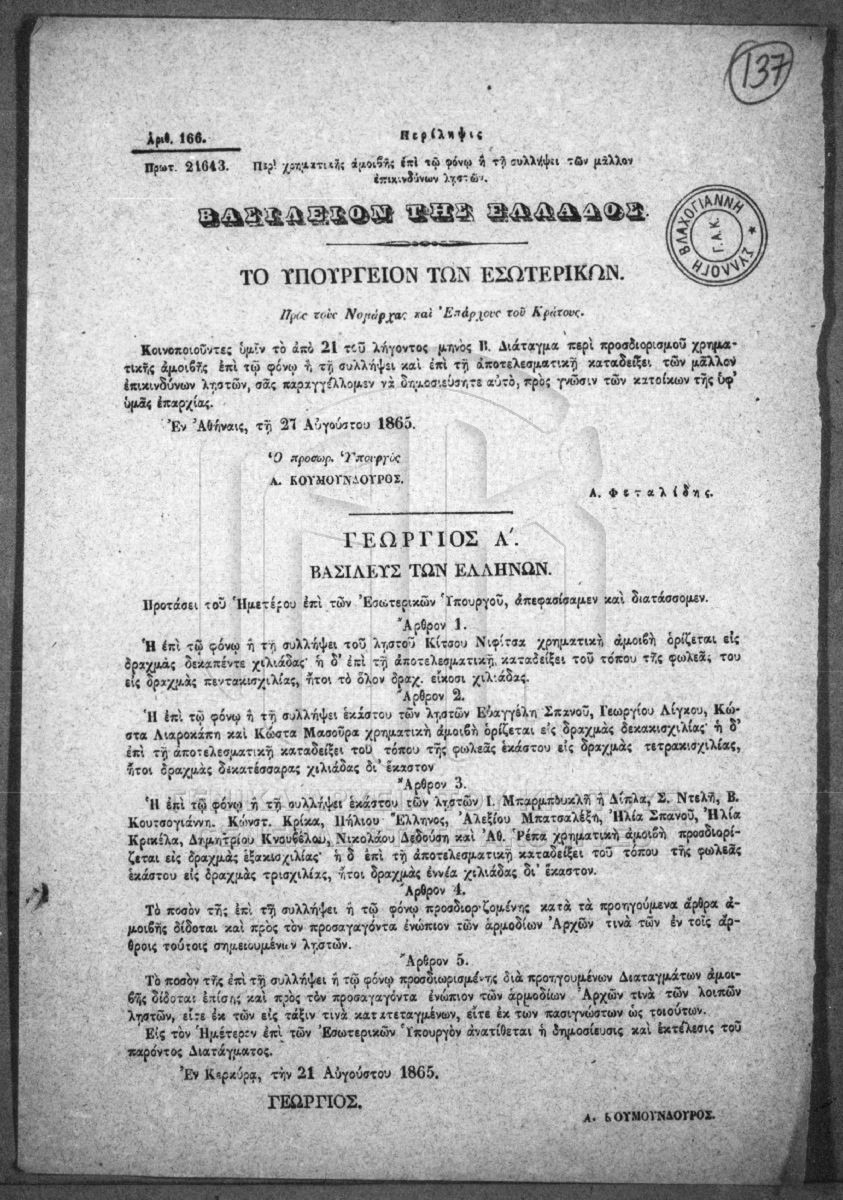 137
Ἀριθ. 166.
Περίληψις
Πρωτ. 21643. Περὶ χρηματικῆς ἀμοιβῆς ἐπὶ τῷ φόνῳ ἢ τῇ συλλήψει τῶν μᾶλλον
ἐπικινδύνων λῃστῶν.
ΒΑΣΙΛΕΙΟΝ ΤΗΣ ΕΛΛΑΔΟΣ.
ΣΥΛΛΟΓΗ ΒΛΑΧΟΓΙΑΝΝΗ
Γ.Α.Κ.
ΤΟ ΥΠΟΥΡΓΕΙΟΝ ΤΩΝ ΕΣΩΤΕΡΙΚΩΝ.
Πρὸς τοὺς Νομάρχας καὶ Ἐπάρχους τοῦ Κράτους.
Κοινοποιοῦντες ὑμῖν τὸ ἀπὸ 21 τοῦ λήγοντος μηνὸς Β. Διάταγμα περὶ προσδιορισμοῦ χρημα-
τικῆς ἀμοιβῆς ἐπὶ τῷ φόνῳ ἢ τῇ συλλήψει καὶ ἐπὶ τῇ ἀποτελεσματικῇ καταδείξει τῶν μᾶλλον
ἐπικινδύνων λῃστῶν, σᾶς παραγγέλλομεν νὰ δημοσιεύσητε αὐτὸ, πρὸς γνῶσιν τῶν κατοίκων τῆς ὑφ'
ὑμᾶς ἐπαρχίας.
Ἐν Ἀθήναις, τῇ 27 Αὐγούστου 1865.
Ὁ προσωρ. Ὑπουργὸς
Α. ΚΟΥΜΟΥΝΔΟΥΡΟΣ.
Α. Φεταλίδης.
ΓΕΩΡΓΙΟΣ Α΄.
ΒΑΣΙΛΕΥΣ ΤΩΝ ΕΛΛΗΝΩΝ.
Προτάσει τοῦ Ἡμετέρου ἐπὶ τῶν Ἐσωτερικῶν Ὑπουργοῦ, ἀπεφασίσαμεν καὶ διατάσσομεν.
Ἄρθρον 1.
Ἡ ἐπὶ τῷ φόνῳ ἢ τῇ συλλήψει τοῦ λῃστοῦ Κίτσου Νιφίτσα χρηματικὴ ἀμοιβὴ ὁρίζεται εἰς
δραχμὰς δεκαπέντε χιλιάδας· ἡ δ' ἐπὶ τῇ ἀποτελεσματικῇ καταδείξει τοῦ τόπου τῆς φωλεᾶς του
εἰς δραχμὰς πεντακισχιλίας, ἤτοι τὸ ὅλον δραχ. εἴκοσι χιλιάδας.
Ἄρθρον 2.
Ἡ ἐπὶ τῷ φόνῳ ἢ τῇ συλλήψει ἑκάστου τῶν λῃστῶν Εὐαγγέλη Σπανοῦ, Γεωργίου Λίγκου, Κώ-
στα Λιαροκάπη καὶ Κώστα Μασούρα χρηματικὴ ἀμοιβὴ ὁρίζεται εἰς δραχμὰς δεκακισχιλία· ἡ δ'
ἐπὶ τῇ ἀποτελεσματικῇ καταδείξει τοῦ τόπου τῆς φωλεᾶς ἑκάστου εἰς δραχμὰς τετρακισχιλίας,
ἤτοι δραχμὰς δεκατέσσαρας χιλιάδας δι' ἕκαστον
Ἄρθρον 3.
Ἡ ἐπὶ τῷ φόνῳ ἢ τῇ συλλήψει ἑκάστου τῶν λῃστῶν Ι. Μπαρμπουκλῆ ἢ Δίπλα, Σ. Ντελῆ, Β.
Κουτσογιάννη, Κώνστ. Κρίκα, Πήλιου Ἕλληνος, Ἀλεξίου Μπατσαλέξη, Ἠλία Σπανοῦ, Ἠλία
Κρικέλα, Δημητρίου Κνουβέλου, Νικολάου Δεδούση καὶ Ἀθ. Ῥέπα χρηματικὴ ἀμοιβὴ προσδιορί-
ζεται εἰς δραχμὰς ἑξακισχιλία· ἡ δ ἐπὶ τῇ ἀποτελεσματικῇ καταδείξει τοῦ τόπου τῆς φωλεᾶς
ἑκάστου εἰς δραχμὰς τρισχιλίας, ἤτοι δραχμὰς ἐννέα χιλιάδας δι' ἕκαστον.
Ἄρθρον 4.
Τὸ ποσὸν τῆς ἐπὶ τῇ συλλήψει ἢ τῷ φόνῳ προσδιοριζομένης κατὰ τὰ προηγούμενα ἄρθρα ἀ-
μοιβῆς δίδοται καὶ πρὸς τὸν προσαγαγόντα ἐνώπιον τῶν ἁρμοδίων Ἀρχῶν τινὰ τῶν ἐν τοῖς ἄρ-
θροις τούτοις σημειουμένων λῃστῶν.
Ἄρθρον 5.
Τὸ ποσὸν τῆς ἐπὶ τῇ συλλήψει ἢ τῷ φόνῳ προσδιωρισμένης διὰ προηγουμένων Διαταγμάτων ἀμοι-
βῆς δίδοται ἐπίσης καὶ πρὸς τὸν προσαγαγόντα ἐνώπιον τῶν ἁρμοδίων Ἀρχῶν τινὰ τῶν λοιπῶν
λῃστῶν, εἴτε ἐκ τῶν εἰς τάξιν τινὰ κατατεταγμένων, εἴτε ἐκ τῶν πασιγνώστων ὡς τοιούτων.
Εἰς τὸν Ἡμέτερον ἐπὶ τῶν Ἐσωτερικῶν Ὑπουργὸν ἀνατίθεται ἡ δημοσίευσις καὶ ἐκτέλεσις τοῦ
παρόντος Διατάγματος.
Ἐν Κερκύρᾳ, τὴν 21 Αὐγούστου 1865.
ΓΕΩΡΓΙΟΣ.
Α. ΚΟΥΜΟΥΝΔΟΥΡΟΣ.